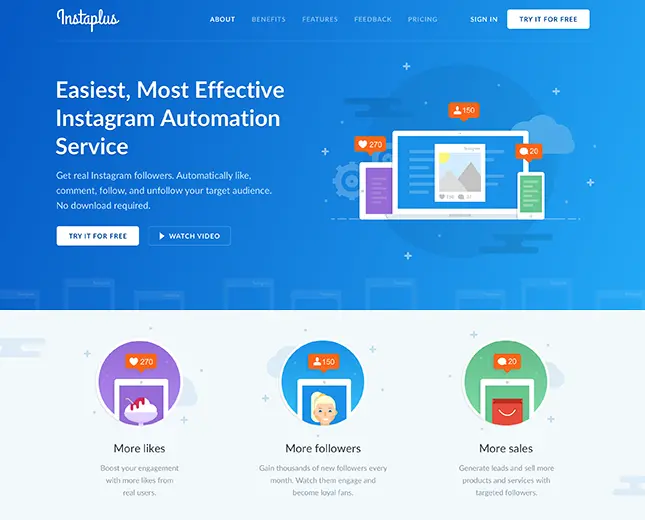 Instaplus
ABOUT BENEFITS FEATURES FEEDBACK PRICING SIGN IN TRY IT FOR FREE
Easiest, Most Effective
Instagram Automation
Service
Get real Instagram followers. Automatically like,
comment, follow, and unfollow your target audience.
No download required.
TRY IT FOR FREE WATCH VIDEO
150
270
20
270
150
20
More likes
Boost your engagement
with more likes from
real users.
More followers
Gain thousands of new followers every
month. Watch them engage and
become loyal fans.
More sales
Generate leads and sell more
products and services with
targeted followers.